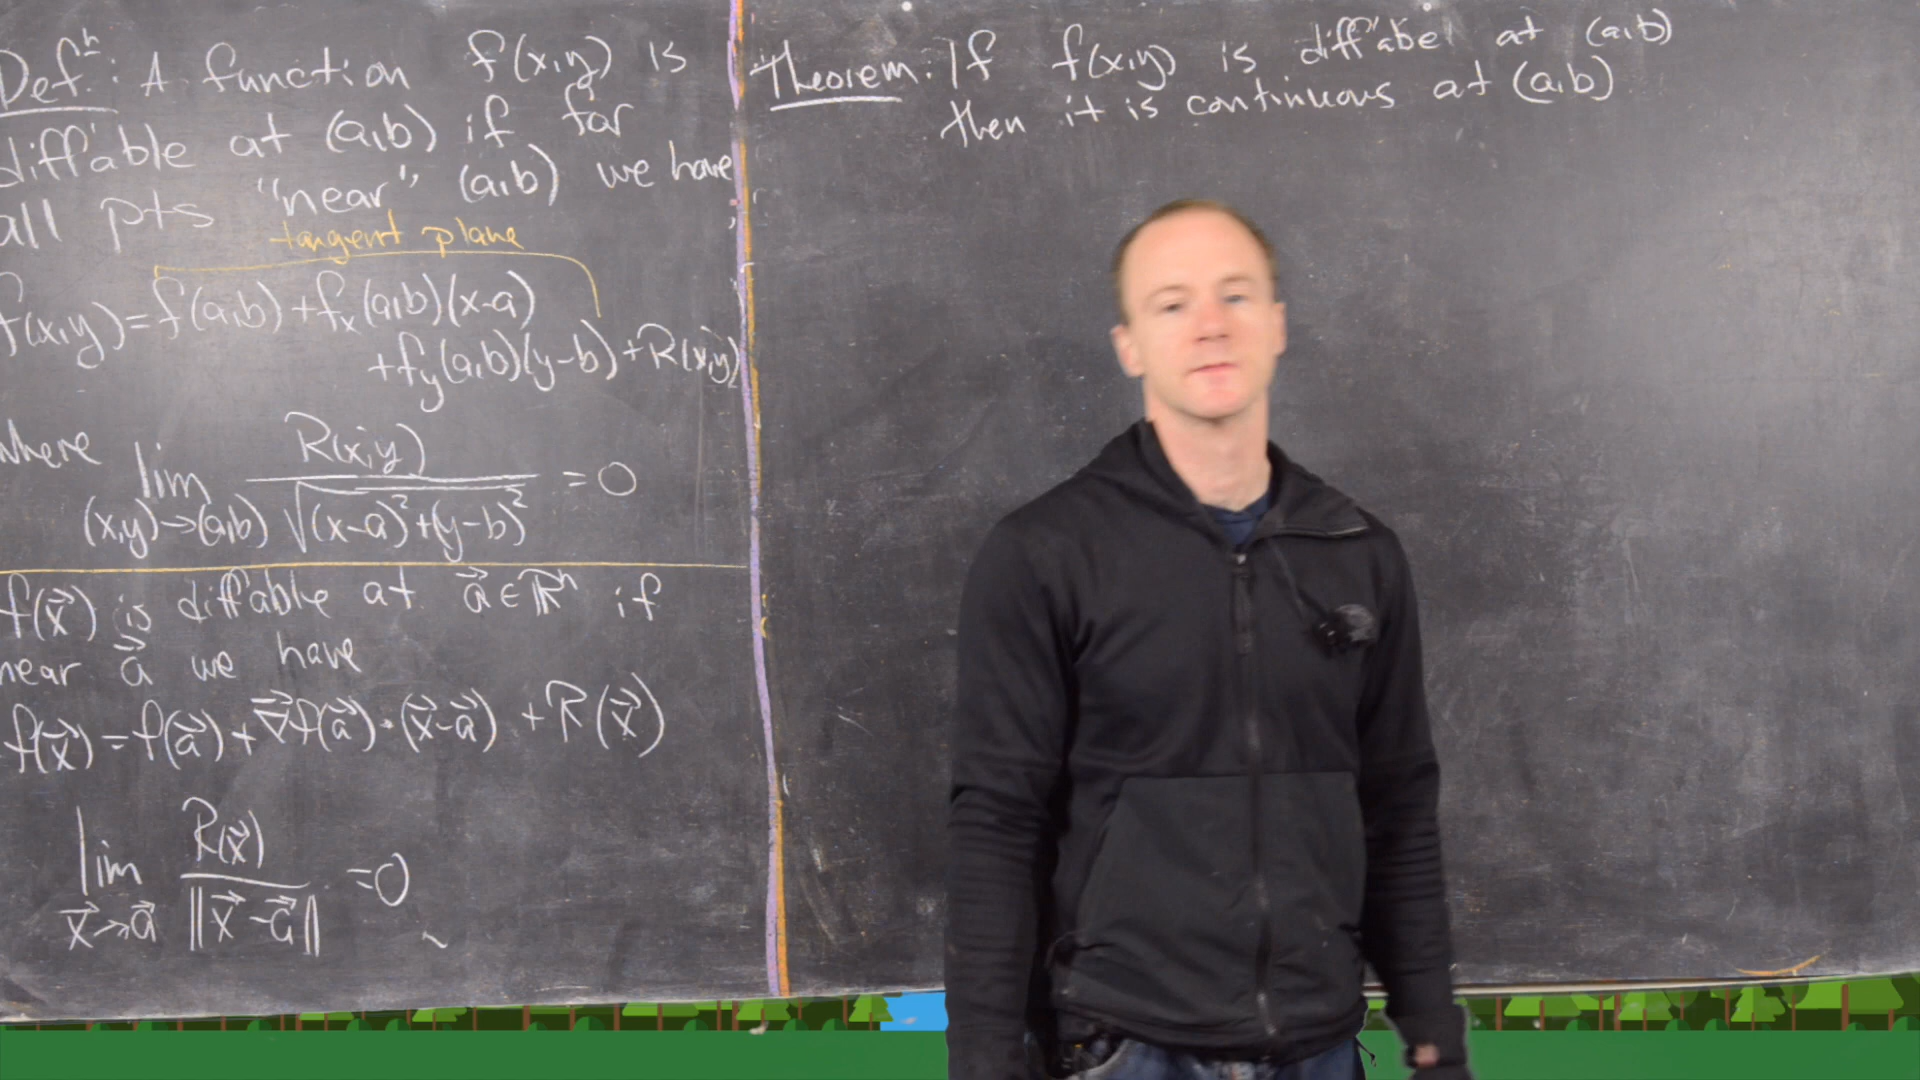 Defⁿ: A function f(x,y) is
diff'able at (a,b) if for
all pts "near" (a,b) we have
tangent plane
f(x,y)=f(a,b)+fₓ(a,b)(x-a)
+f_y(a,b)(y-b)+R(x,y)
where lim R(x,y) / √((x-a)²+(y-b)²) =0
(x,y)→(a,b)
f(x⃗) is diff'able at a⃗∈ℝⁿ if
near a⃗ we have
f(x⃗)=f(a⃗)+∇⃗f(a⃗)·(x⃗-a⃗)+R(x⃗)
lim R(x⃗) / ||x⃗-a⃗|| =0
x⃗→a⃗
Theorem: If f(x,y) is diff'abel at (a,b)
then it is continuous at (a,b)